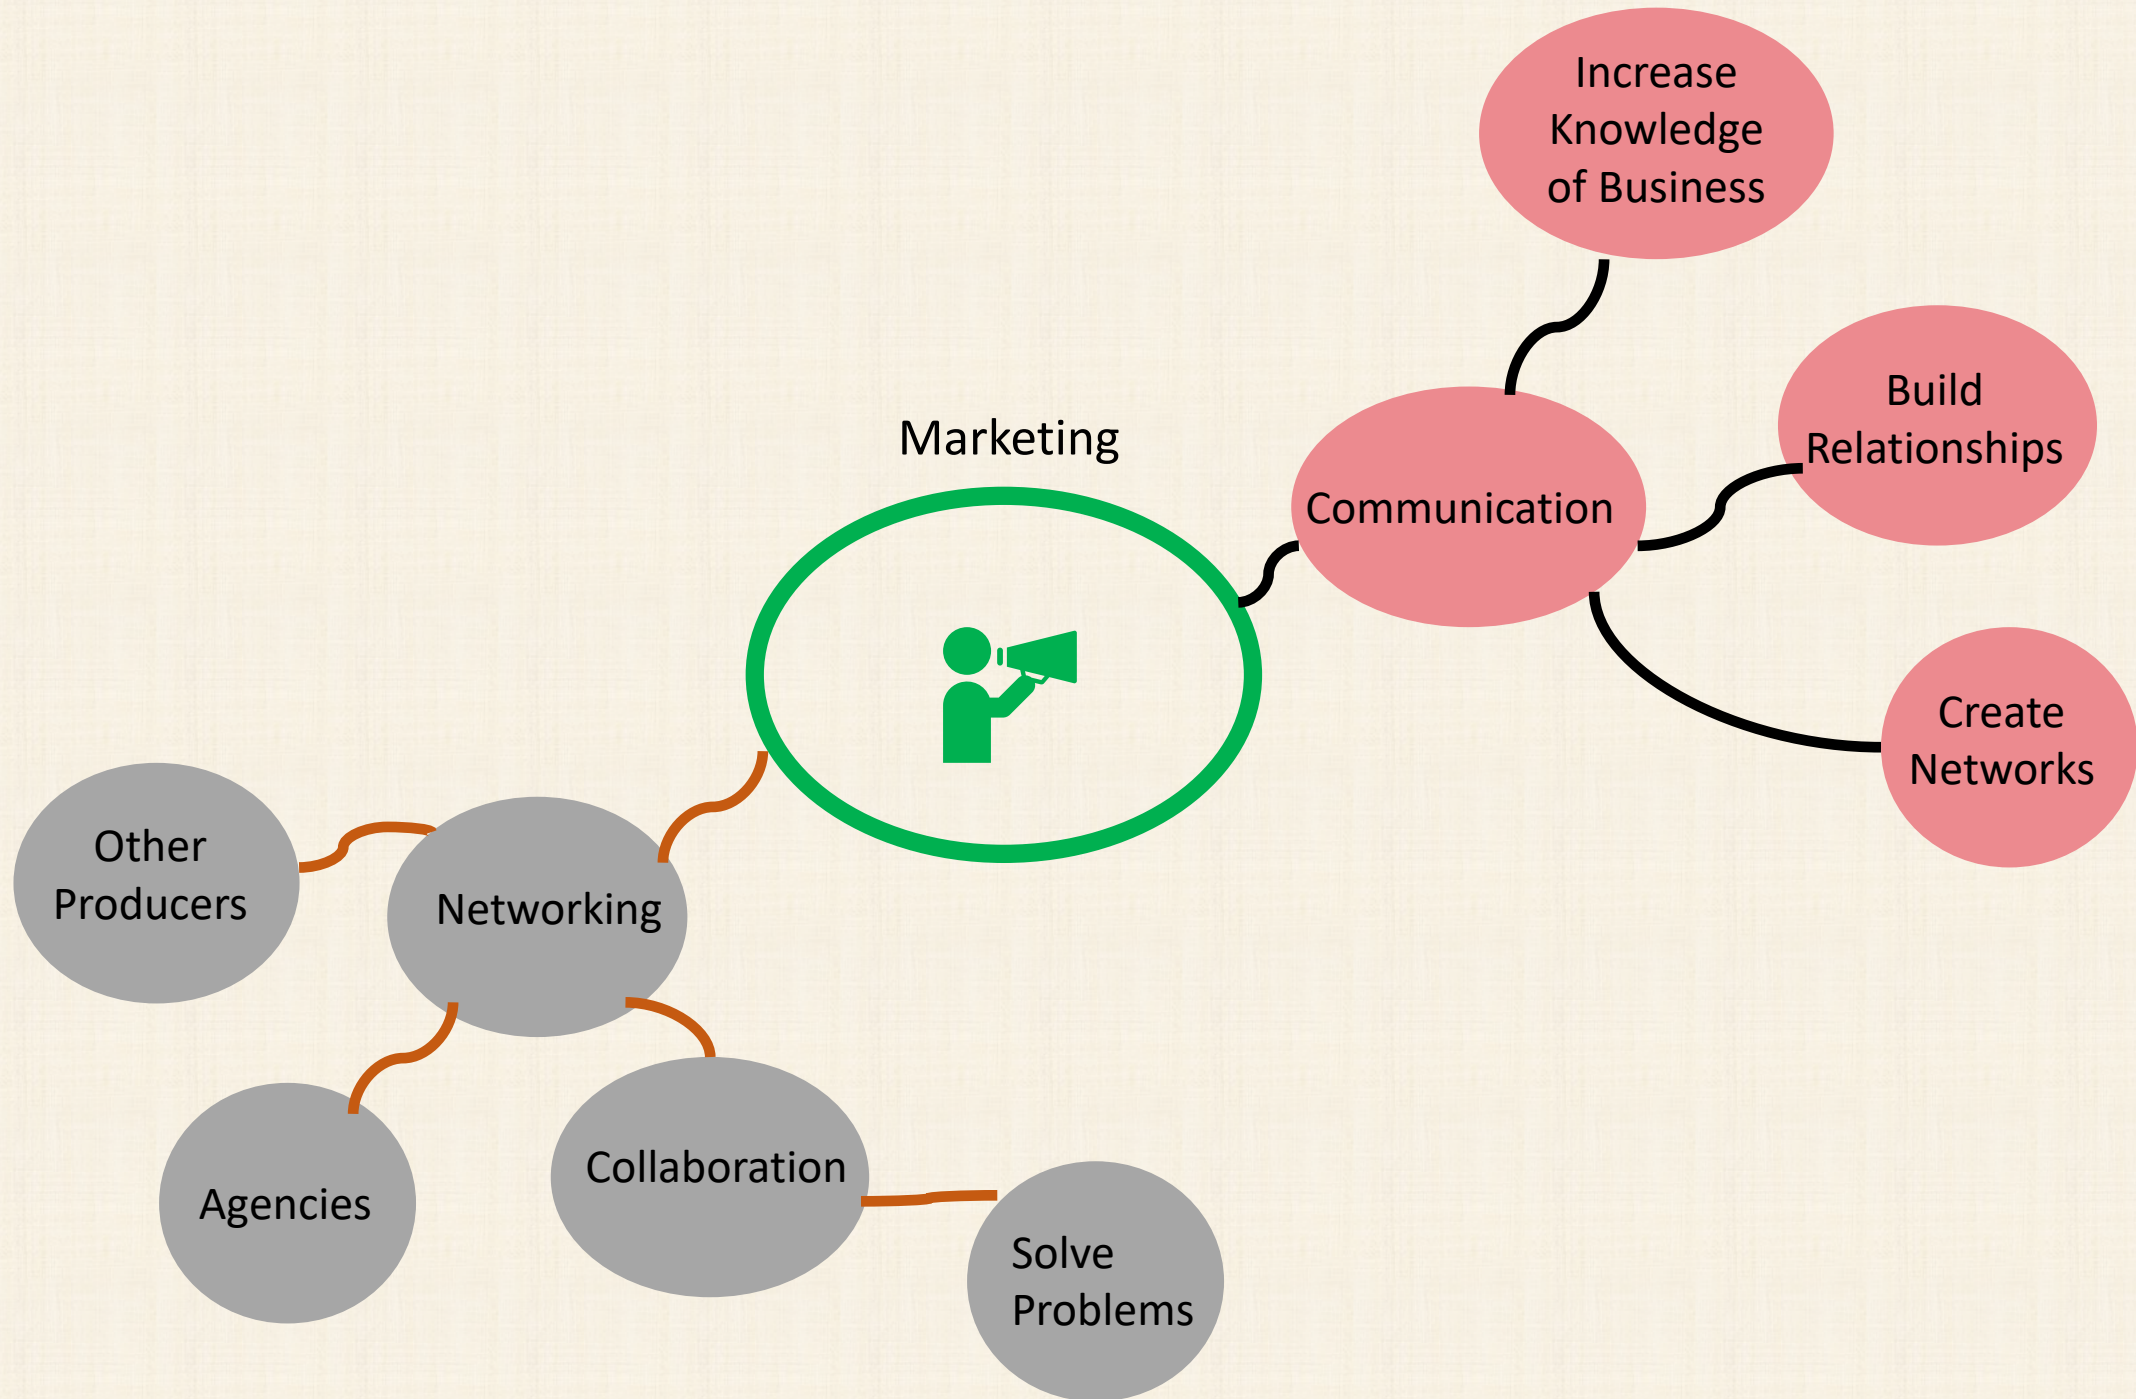 Increase
Knowledge
of Business
Build
Relationships
Marketing
Communication
Create
Networks
Other
Producers
Networking
Collaboration
Agencies
Solve
Problems